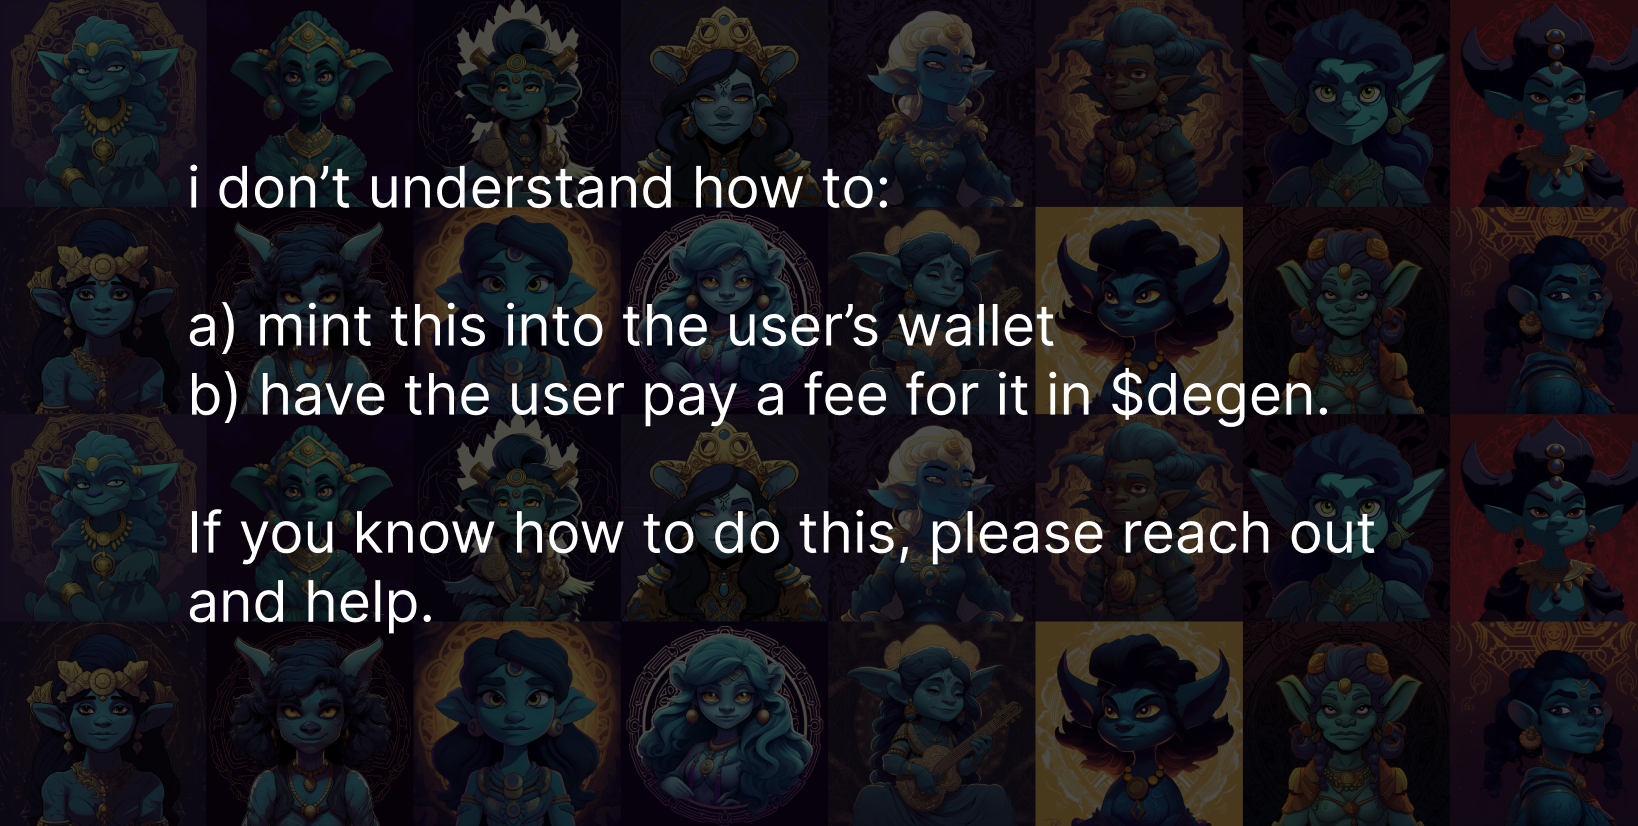 i don’t understand how to:
a) mint this into the user’s wallet
b) have the user pay a fee for it in $degen.
If you know how to do this, please reach out
and help.